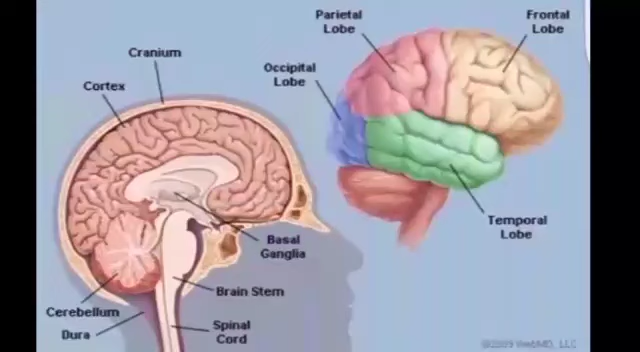 Parietal
Lobe
Frontal
Lobe
Cranium
Occipital
Lobe
Cortex
Temporal
Lobe
Basal
Ganglia
Brain Stem
Cerebellum
Spinal
Cord
Dura
©2009 WebMD, LLC